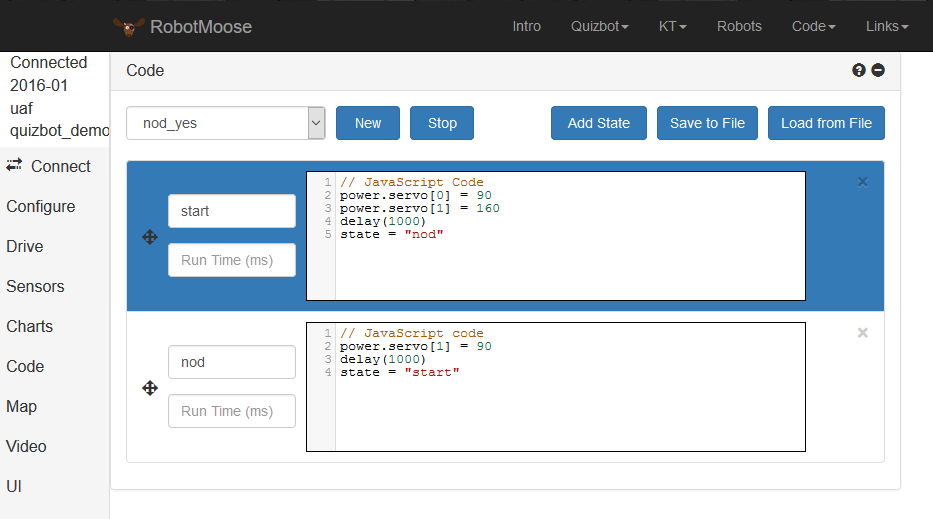 RobotMoose Intro Quizbot KT Robots Code Links
Connected
2016-01
uaf
quizbot_demo
Connect
Configure
Drive
Sensors
Charts
Code
Map
Video
UI
Code
nod_yes New Stop Add State Save to File Load from File
start
Run Time (ms)
1 // JavaScript Code
2 power.servo[0] = 90
3 power.servo[1] = 160
4 delay(1000)
5 state = "nod"
nod
Run Time (ms)
1 // JavaScript code
2 power.servo[1] = 90
3 delay(1000)
4 state = "start"